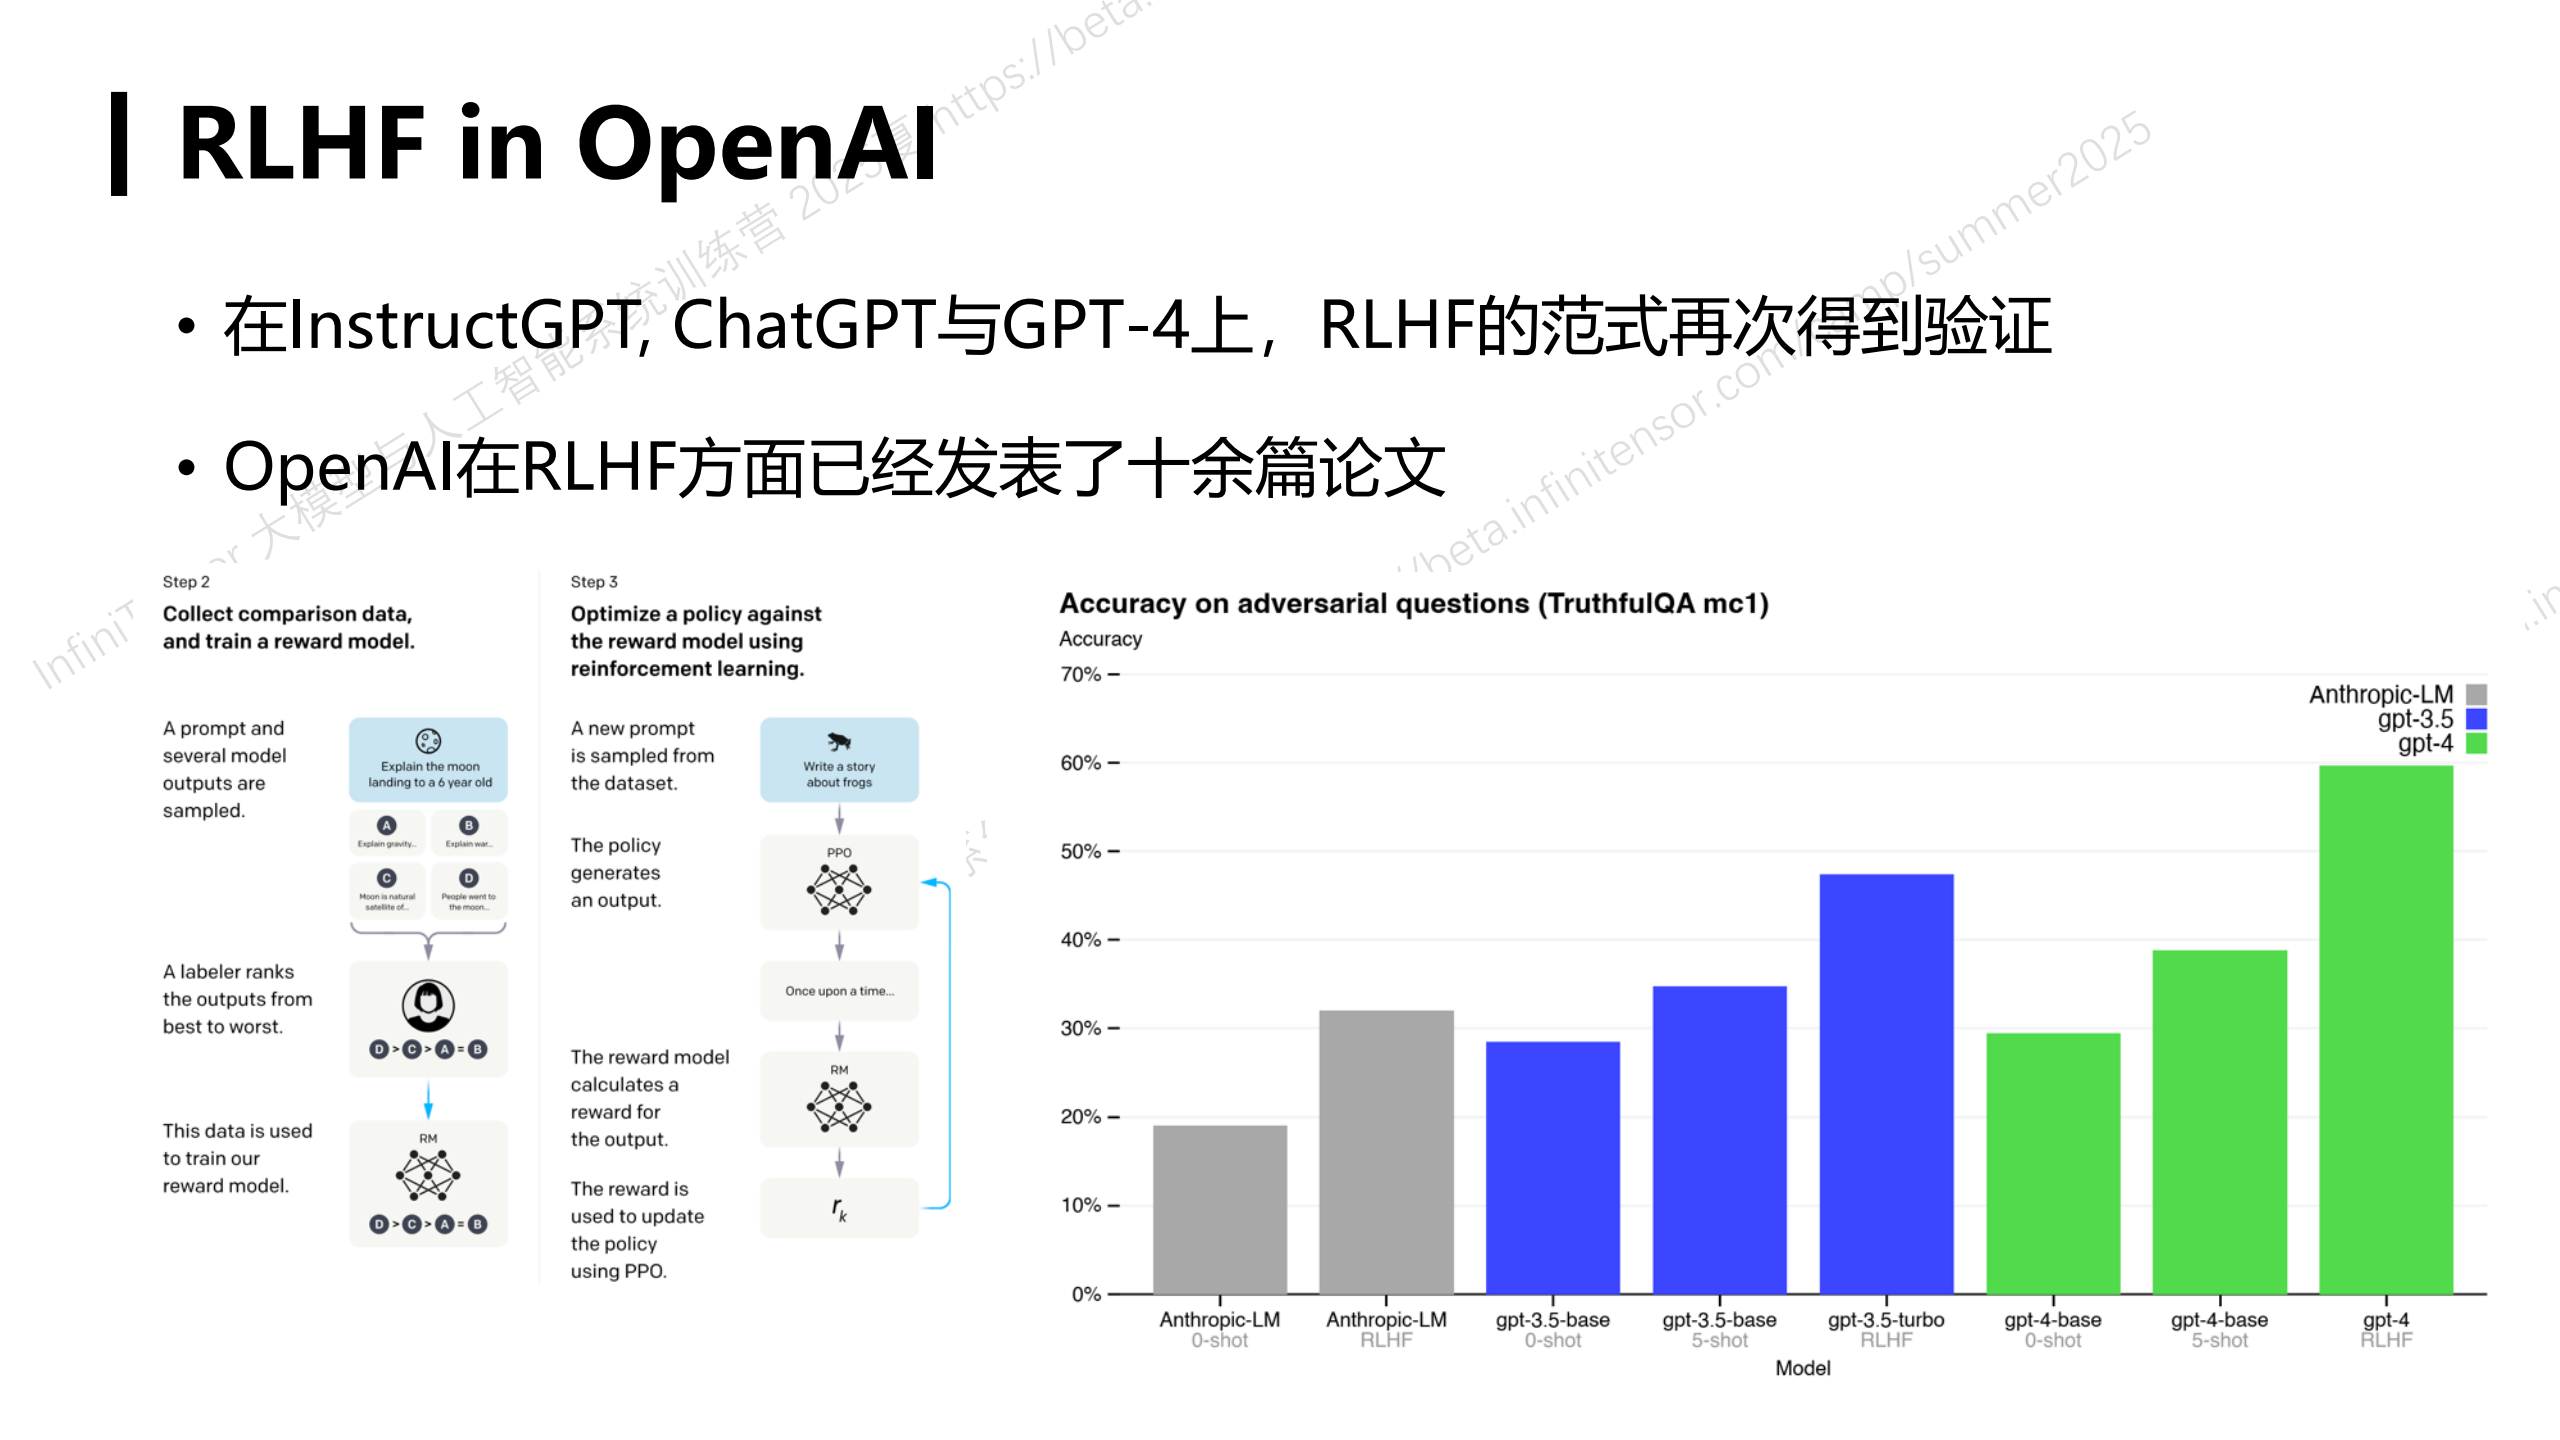 RLHF in OpenAI
• 在InstructGPT, ChatGPT与GPT-4上，RLHF的范式再次得到验证
• OpenAI在RLHF方面已经发表了十余篇论文
Step 2
Collect comparison data,
and train a reward model.
A prompt and
several model
outputs are
sampled.
Explain the moon
landing to a 6 year old
A
Explain gravity...
B
Explain war...
C
Moon is natural
satellite of...
D
People went to
the moon...
A labeler ranks
the outputs from
best to worst.
D > C > A = B
This data is used
to train our
reward model.
RM
D > C > A = B
Step 3
Optimize a policy against
the reward model using
reinforcement learning.
A new prompt
is sampled from
the dataset.
Write a story
about frogs
The policy
generates
an output.
PPO
Once upon a time...
The reward model
calculates a
reward for
the output.
RM
The reward is
used to update
the policy
using PPO.
rk
Accuracy on adversarial questions (TruthfulQA mc1)
Accuracy
70%
60%
50%
40%
30%
20%
10%
0%
Anthropic-LM
gpt-3.5
gpt-4
Anthropic-LM
0-shot
Anthropic-LM
RLHF
gpt-3.5-base
0-shot
gpt-3.5-base
5-shot
gpt-3.5-turbo
RLHF
gpt-4-base
0-shot
gpt-4-base
5-shot
gpt-4
RLHF
Model
大模型与人工智能系统训练营 2025夏 https://beta.
//beta.infinitensor.com/camp/summer2025